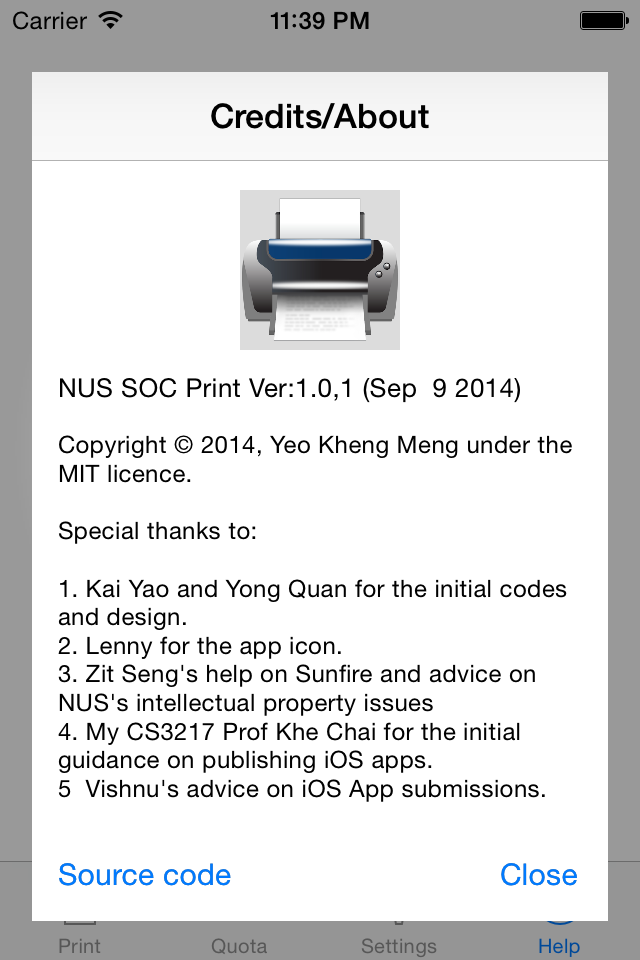 Carrier 11:39 PM
Credits/About
NUS SOC Print Ver:1.0,1 (Sep  9 2014)
Copyright © 2014, Yeo Kheng Meng under the
MIT licence.
Special thanks to:
1. Kai Yao and Yong Quan for the initial codes
and design.
2. Lenny for the app icon.
3. Zit Seng's help on Sunfire and advice on
NUS's intellectual property issues
4. My CS3217 Prof Khe Chai for the initial
guidance on publishing iOS apps.
5  Vishnu's advice on iOS App submissions.
Source code Close
Print Quota Settings Help